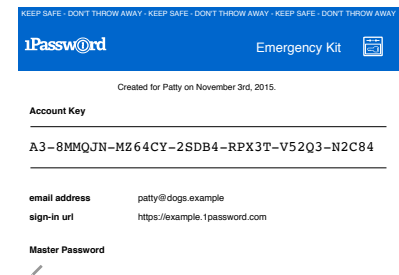 KEEP SAFE - DON'T THROW AWAY - KEEP SAFE - DON'T THROW AWAY - KEEP SAFE - DON'T THROW AWAY
1Password
Emergency Kit
Created for Patty on November 3rd, 2015.
Account Key
A3-8MMQJN-MZ64CY-2SDB4-RPX3T-V52Q3-N2C84
email address patty@dogs.example
sign-in url https://example.1password.com
Master Password